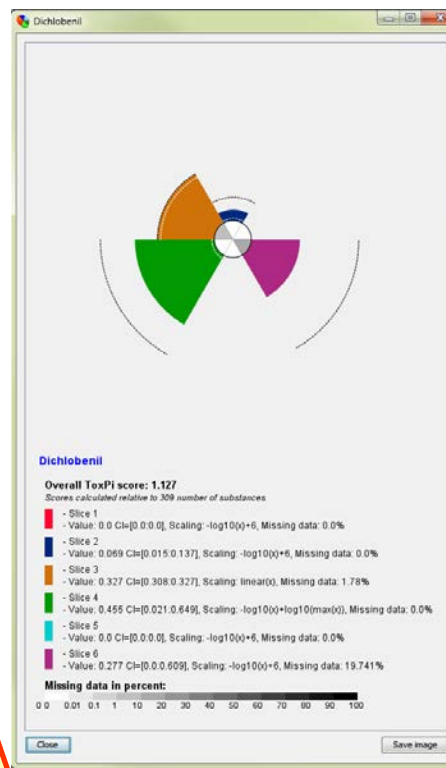 Dichlobenil
Dichlobenil
Overall ToxPi score: 1.127
Scores calculated relative to 309 number of substances
- Slice 1
- Value: 0.0 CI=[0.0:0.0], Scaling: -log10(x)+6, Missing data: 0.0%
- Slice 2
- Value: 0.069 CI=[0.015:0.137], Scaling: -log10(x)+6, Missing data: 0.0%
- Slice 3
- Value: 0.327 CI=[0.308:0.327], Scaling: linear(x), Missing data: 1.78%
- Slice 4
- Value: 0.455 CI=[0.021:0.649], Scaling: -log10(x)+log10(max(x)), Missing data: 0.0%
- Slice 5
- Value: 0.0 CI=[0.0:0.0], Scaling: -log10(x)+6, Missing data: 0.0%
- Slice 6
- Value: 0.277 CI=[0.0:0.609], Scaling: -log10(x)+6, Missing data: 19.741%
Missing data in percent:
0 0 0.01 0.1 1 10 20 30 40 50 60 70 80 90 100
Close Save image